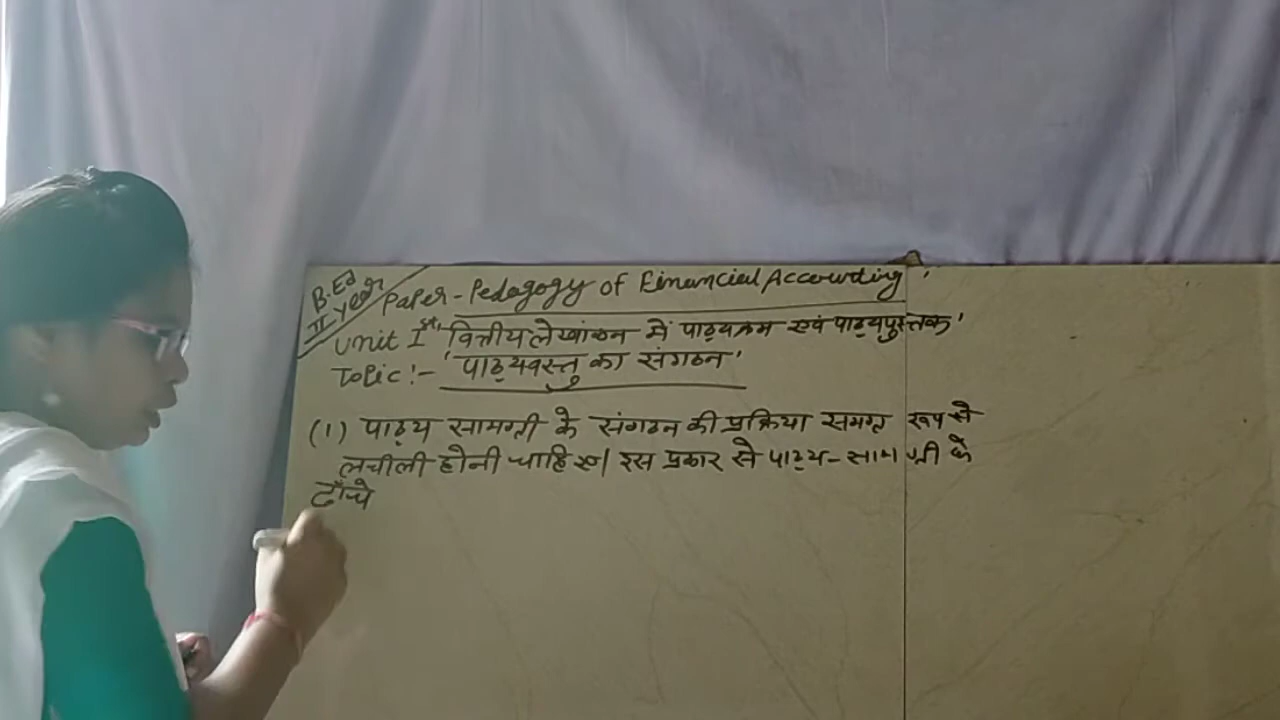 B.Ed
II Year
Paper - Pedagogy of Financial Accounting'
Unit Ist 'वित्तीय लेखांकन में पाठ्यक्रम एवं पाठ्यपुस्तक'
Topic:- 'पाठ्यवस्तु का संगठन'
(1) पाठ्य सामग्री के संगठन की प्रक्रिया समग्र रूप से
लचीली होनी चाहिए। इस प्रकार से पाठ्य-सामग्री के
ढाँचे